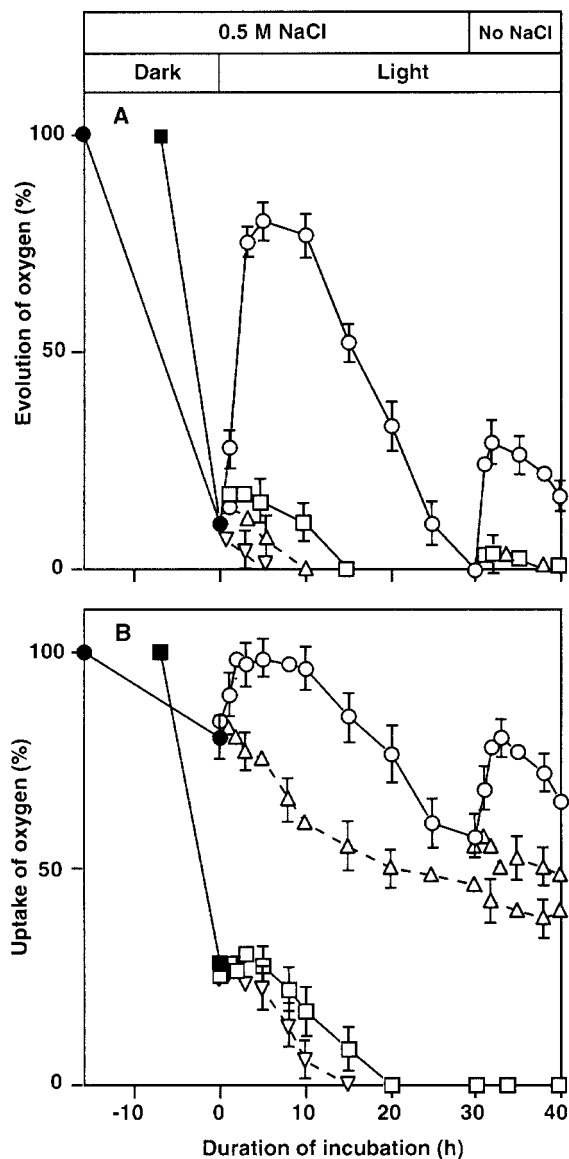 0.5 M NaCl No NaCl
Dark Light
A
100
50
0
Evolution of oxygen (%)
B
100
50
0
Uptake of oxygen (%)
-10 0 10 20 30 40
Duration of incubation (h)